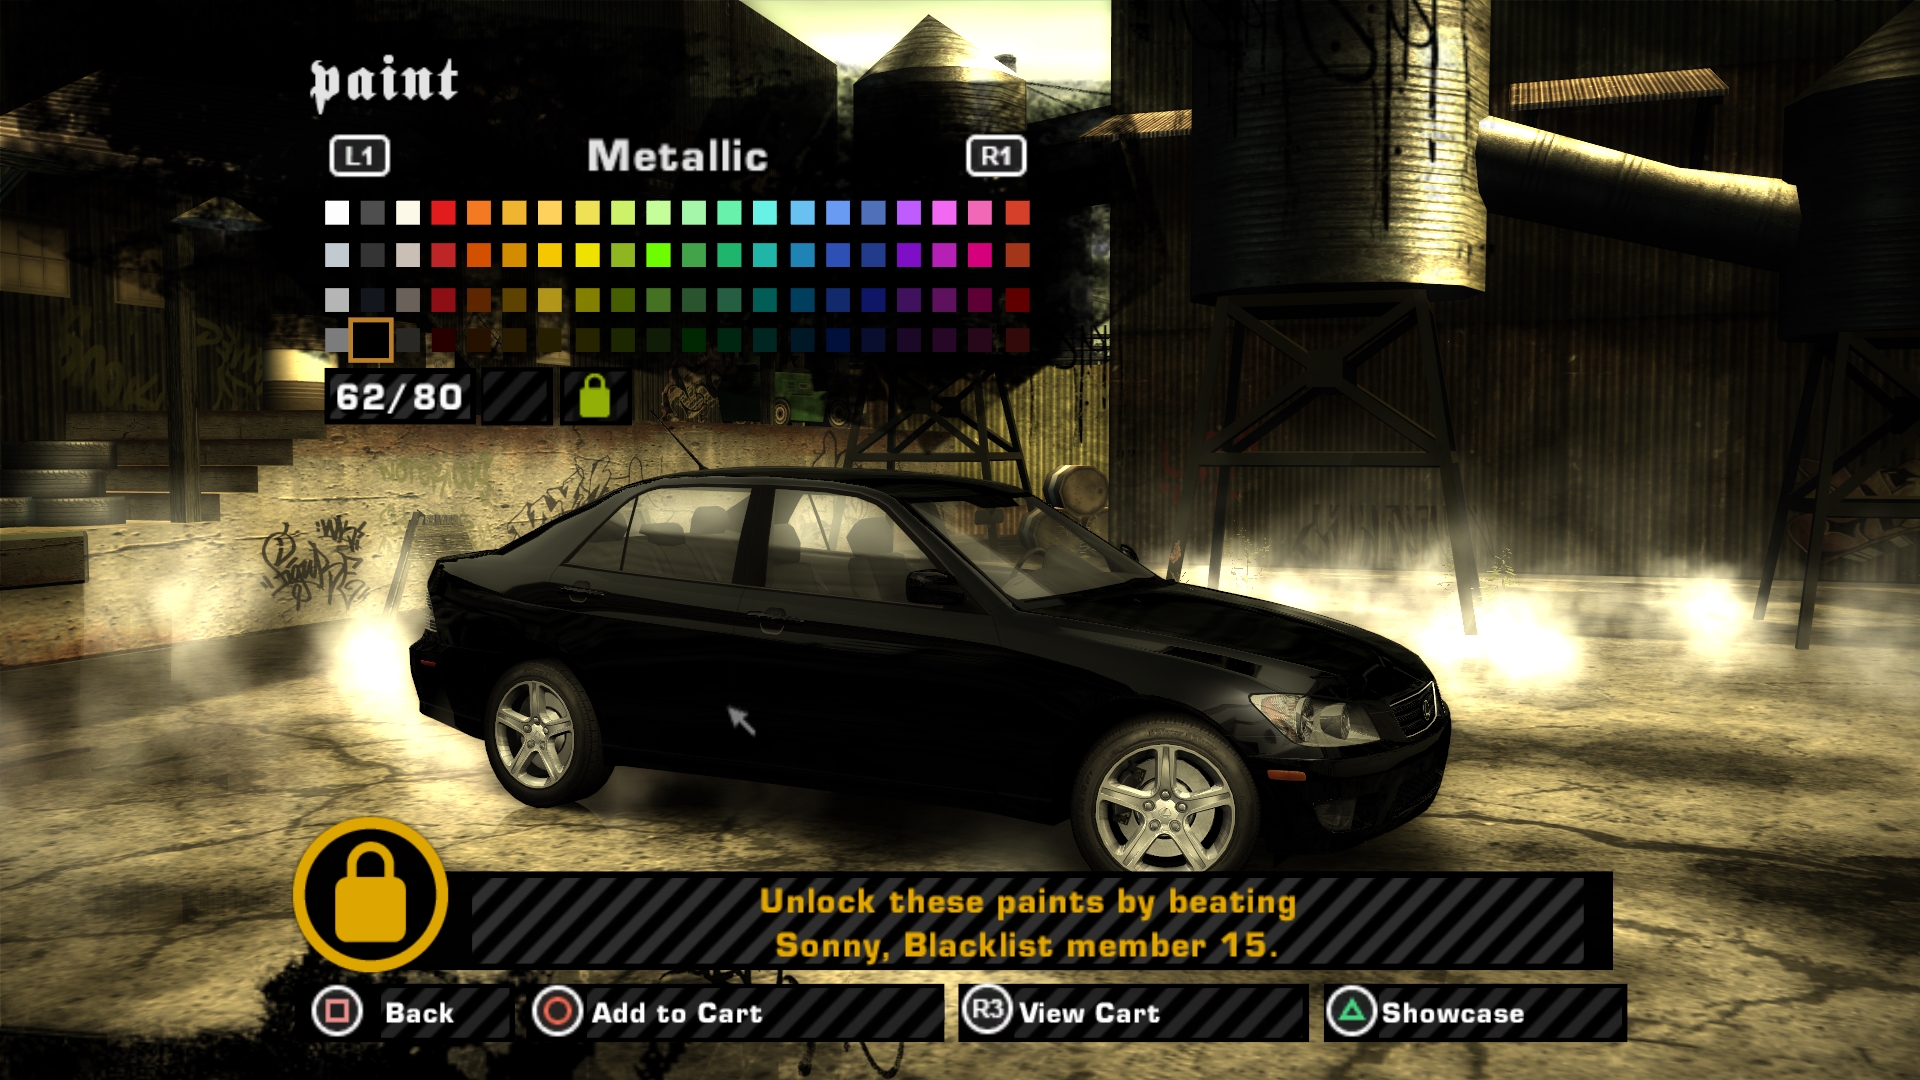 paint
L1 Metallic R1
62/80
Unlock these paints by beating
Sonny, Blacklist member 15.
Back Add to Cart R3 View Cart Showcase